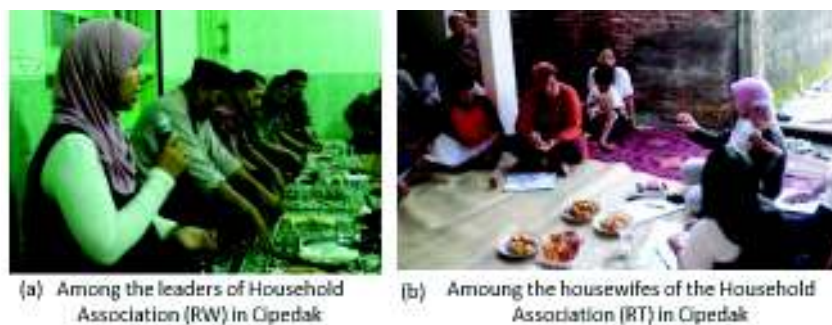 (a) Among the leaders of Household
Association (RW) in Cipedak
(b) Amoung the housewifes of the Household
Association (RT) in Cipedak